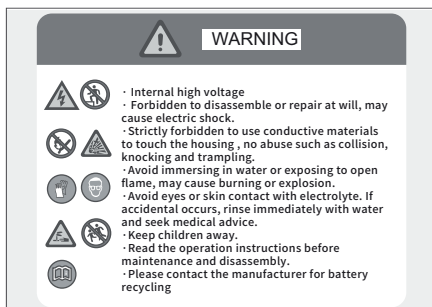 WARNING
· Internal high voltage
· Forbidden to disassemble or repair at will, may
cause electric shock.
·Strictly forbidden to use conductive materials
to touch the housing , no abuse such as collision,
knocking and trampling.
·Avoid immersing in water or exposing to open
flame, may cause burning or explosion.
·Avoid eyes or skin contact with electrolyte. If
accidental occurs, rinse immediately with water
and seek medical advice.
·Keep children away.
·Read the operation instructions before
maintenance and disassembly.
·Please contact the manufacturer for battery
recycling